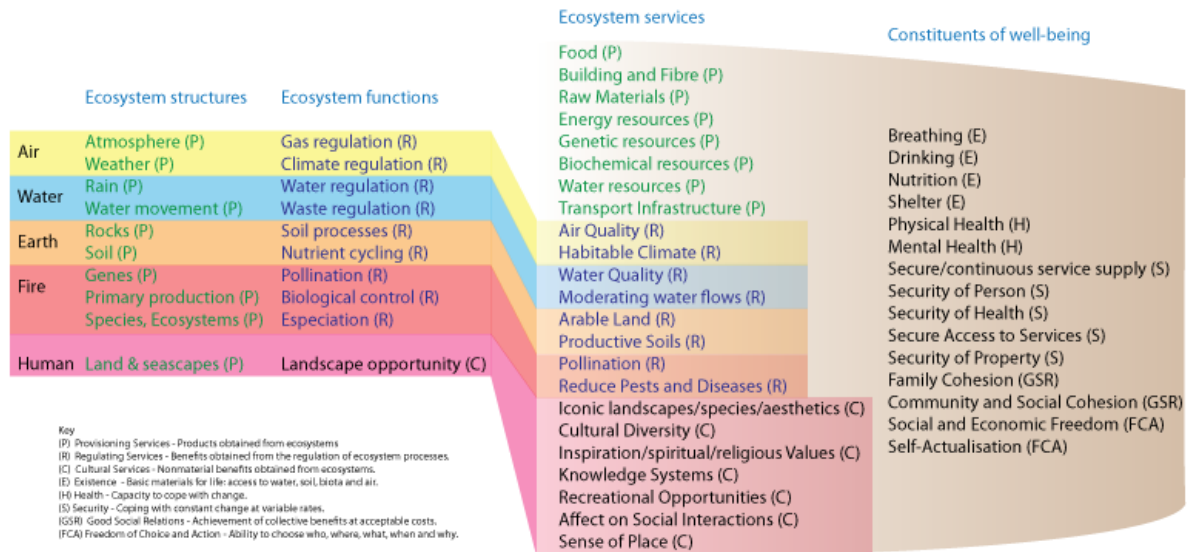 Ecosystem services
Constituents of well-being
Ecosystem structures
Ecosystem functions
Air
Water
Earth
Fire
Human
Atmosphere (P)
Weather (P)
Rain (P)
Water movement (P)
Rocks (P)
Soil (P)
Genes (P)
Primary production (P)
Species, Ecosystems (P)
Land & seascapes (P)
Gas regulation (R)
Climate regulation (R)
Water regulation (R)
Waste regulation (R)
Soil processes (R)
Nutrient cycling (R)
Pollination (R)
Biological control (R)
Especiation (R)
Landscape opportunity (C)
Food (P)
Building and Fibre (P)
Raw Materials (P)
Energy resources (P)
Genetic resources (P)
Biochemical resources (P)
Water resources (P)
Transport Infrastructure (P)
Air Quality (R)
Habitable Climate (R)
Water Quality (R)
Moderating water flows (R)
Arable Land (R)
Productive Soils (R)
Pollination (R)
Reduce Pests and Diseases (R)
Iconic landscapes/species/aesthetics (C)
Cultural Diversity (C)
Inspiration/spiritual/religious Values (C)
Knowledge Systems (C)
Recreational Opportunities (C)
Affect on Social Interactions (C)
Sense of Place (C)
Breathing (E)
Drinking (E)
Nutrition (E)
Shelter (E)
Physical Health (H)
Mental Health (H)
Secure/continuous service supply (S)
Security of Person (S)
Security of Health (S)
Secure Access to Services (S)
Security of Property (S)
Family Cohesion (GSR)
Community and Social Cohesion (GSR)
Social and Economic Freedom (FCA)
Self-Actualisation (FCA)
Key
(P) Provisioning Services - Products obtained from ecosystems
(R) Regulating Services - Benefits obtained from the regulation of ecosystem processes.
(C) Cultural Services - Nonmaterial benefits obtained from ecosystems.
(E) Existence - Basic materials for life: access to water, soil, biota and air.
(H) Health - Capacity to cope with change.
(S) Security - Coping with constant change at variable rates.
(GSR) Good Social Relations - Achievement of collective benefits at acceptable costs.
(FCA) Freedom of Choice and Action - Ability to choose who, where, what, when and why.